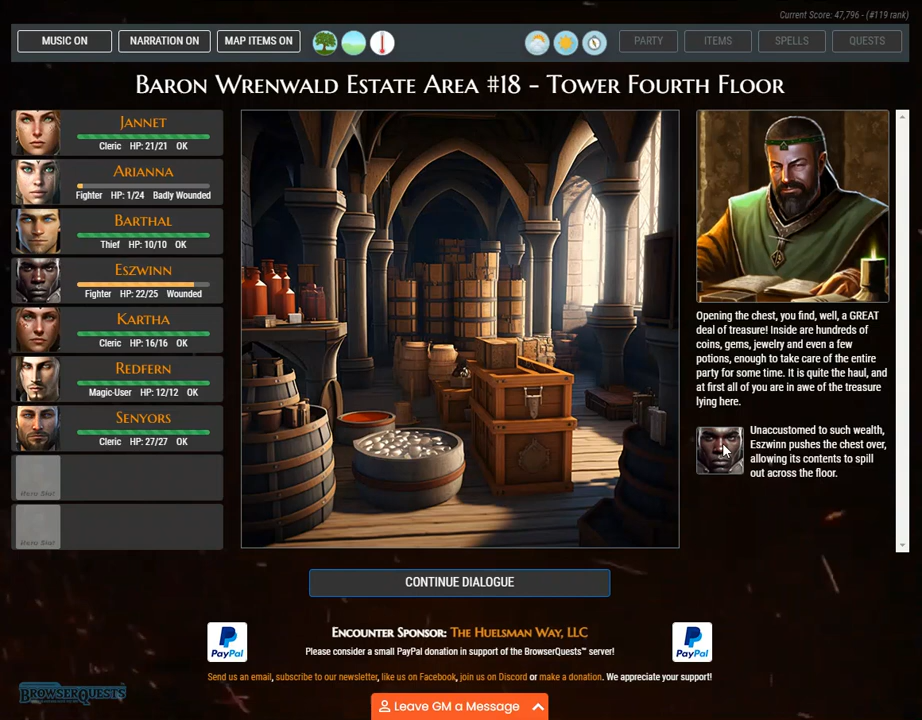 Current Score: 47,796 - (#119 rank)
MUSIC ON
NARRATION ON
MAP ITEMS ON
PARTY
ITEMS
SPELLS
QUESTS
Baron Wrenwald Estate Area #18 - Tower Fourth Floor
Jannet
Cleric HP: 21/21 OK
Arianna
Fighter HP: 1/24 Badly Wounded
Barthal
Thief HP: 10/10 OK
Eszwinn
Fighter HP: 22/25 Wounded
Kartha
Cleric HP: 16/16 OK
Redfern
Magic-User HP: 12/12 OK
Senyors
Cleric HP: 27/27 OK
Hero Slot
Hero Slot
Opening the chest, you find, well, a GREAT
deal of treasure! Inside are hundreds of
coins, gems, jewelry and even a few
potions, enough to take care of the entire
party for some time. It is quite the haul, and
at first all of you are in awe of the treasure
lying here.
Unaccustomed to such wealth,
Eszwinn pushes the chest over,
allowing its contents to spill
out across the floor.
CONTINUE DIALOGUE
PayPal
Encounter Sponsor: The Huelsman Way, LLC
Please consider a small PayPal donation in support of the BrowserQuests™ server!
PayPal
Send us an email, subscribe to our newsletter, like us on Facebook, join us on Discord or make a donation. We appreciate your support!
BrowserQuests
Leave GM a Message